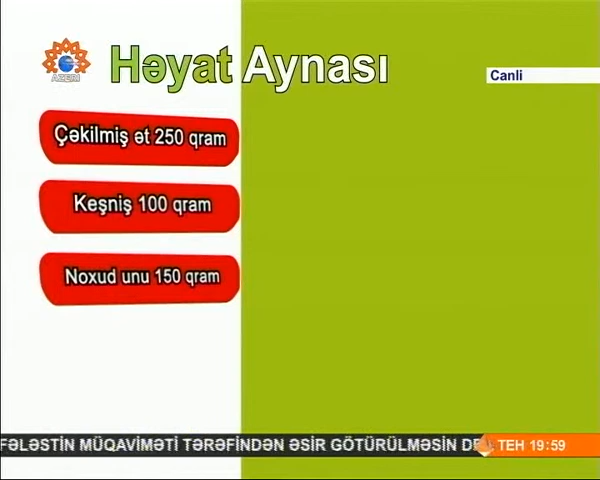 AZERI
Həyat Aynası
Canli
Çəkilmiş ət 250 qram
Keşniş 100 qram
Noxud unu 150 qram
FƏLƏSTİN MÜQAVİMƏTİ TƏRƏFİNDƏN ƏSİR GÖTÜRÜLMƏSİN
TEH 19:59